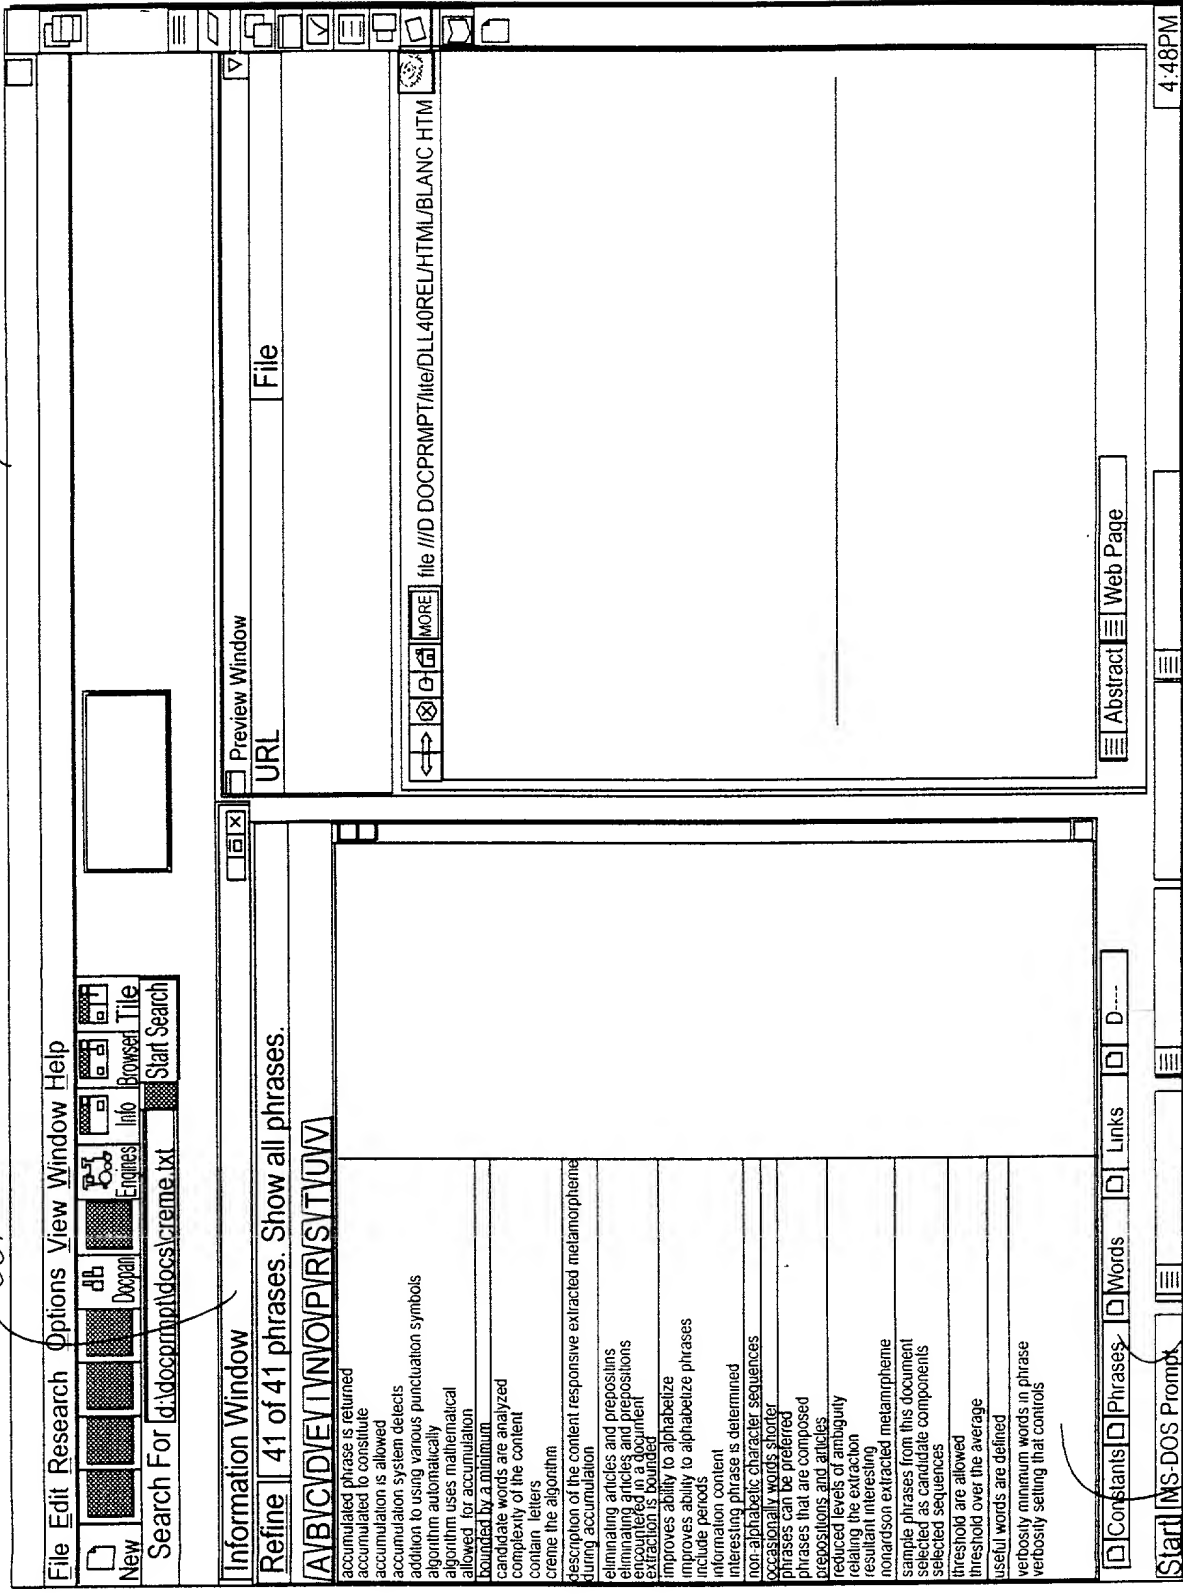 File Edit Research Options View Window Help
New
Docpan
Engines
Info
Browser
Tile
Search For d:\docprmpt\docs\creme.txt Start Search
Information Window
Refine 41 of 41 phrases. Show all phrases.
A\B\C\D\E\I\N\O\P\R\S\T\U\V
accumulated phrase is returned
accumulated to constitute
accumulation is allowed
accumulation system detects
addition to using various punctuation symbols
algorithm automatically
algorithm uses mathematical
allowed for accumulation
bounded by a minimum
candidate words are analyzed
complexity of the content
contain letters
creme the algorithm
description of the content responsive extracted metamorpheme
during accumulation
eliminating articles and prepositins
eliminating articles and prepositions
encountered in a document
extraction is bounded
improves ability to alphabetize
improves ability to alphabetize phrases
include periods
information content
interesting phrase is determined
non-alphabetic character sequences
occasionally words shorter
phrases can be preferred
phrases that are composed
prepositions and articles
reduced levels of ambiguity
relating the extraction
resultant interesting
nonardson extracted metamrpheme
sample phrases from this document
selected as candidate components
selected sequences
threshold are allowed
threshold over the average
useful words are defined
verbosity minimum words in phrase
verbosity setting that controls
Constants Phrases Words Links D----
Preview Window
URL File
MORE file ///D DOCPRMPT/lite/DLL40REL/HTML/BLANC HTM
Abstract Web Page
Start MS-DOS Prompt 4:48PM